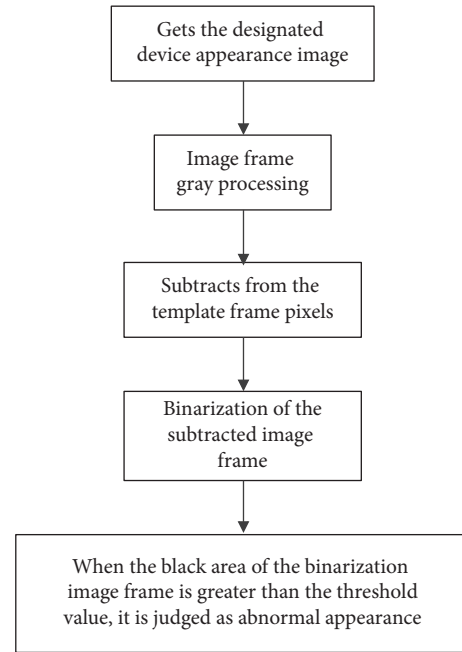 Gets the designated
device appearance image
Image frame
gray processing
Subtracts from the
template frame pixels
Binarization of the
subtracted image
frame
When the black area of the binarization
image frame is greater than the threshold
value, it is judged as abnormal appearance